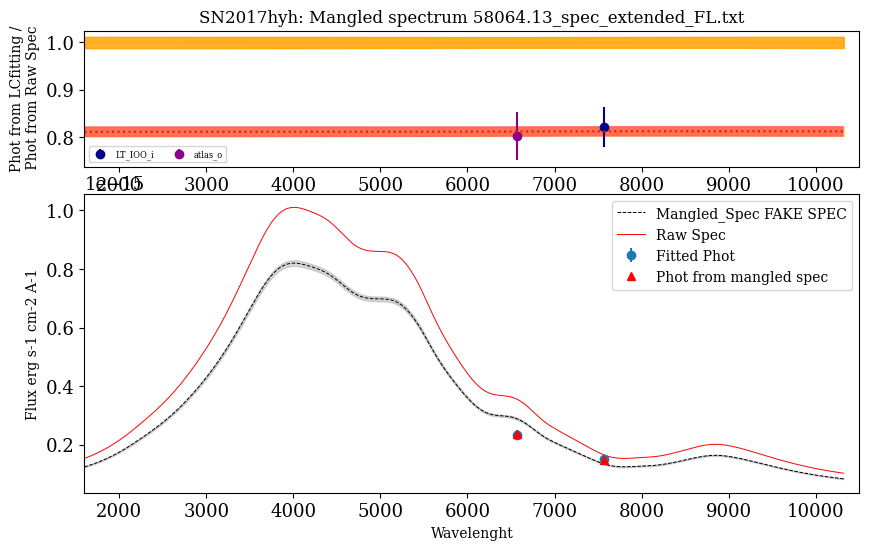 SN2017hyh: Mangled spectrum 58064.13_spec_extended_FL.txt
Phot from LCfitting /
Phot from Raw Spec
1.0
0.9
0.8
LT_IOO_i
atlas_o
2000 3000 4000 5000 6000 7000 8000 9000 10000
1e−15
Flux erg s-1 cm-2 A-1
1.0
0.8
0.6
0.4
0.2
Mangled_Spec FAKE SPEC
Raw Spec
Fitted Phot
Phot from mangled spec
2000 3000 4000 5000 6000 7000 8000 9000 10000
Wavelenght